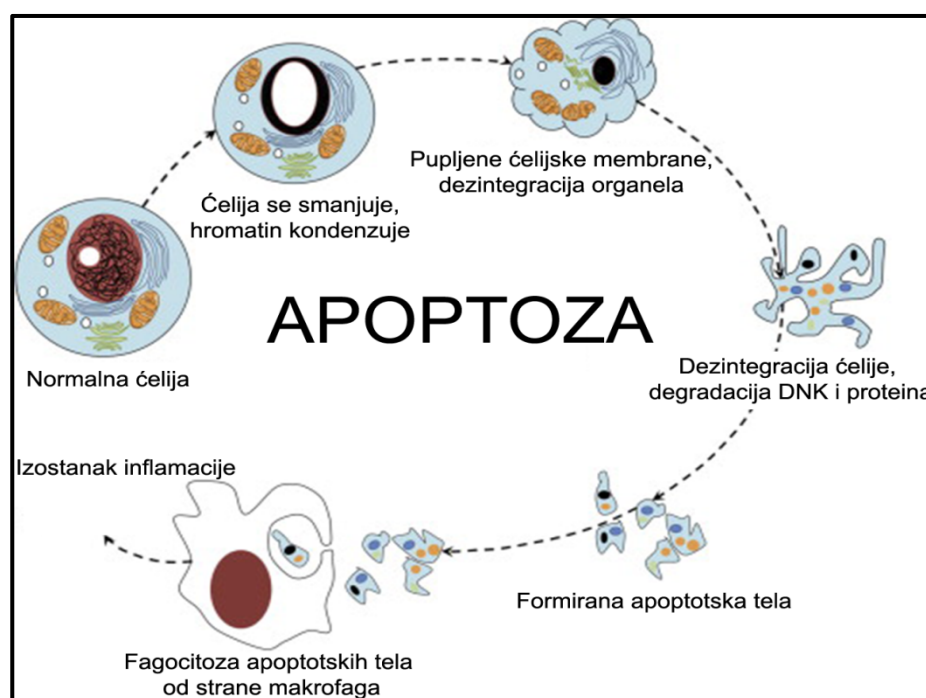 Pupljene ćelijske membrane,
dezintegracija organela
Ćelija se smanjuje,
hromatin kondenzuje
APOPTOZA
Normalna ćelija
Dezintegracija ćelije,
degradacija DNK i proteina
Izostanak inflamacije
Formirana apoptotska tela
Fagocitoza apoptotskih tela
od strane makrofaga